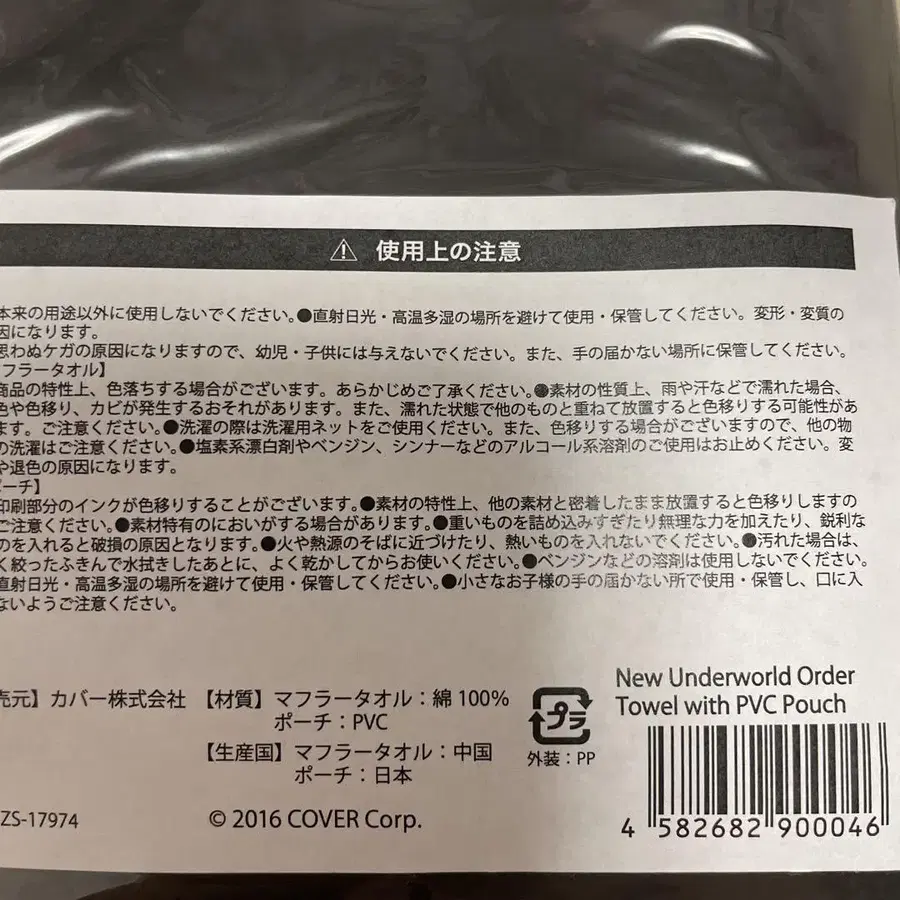 ⚠ 使用上の注意
本来の用途以外に使用しないでください。●直射日光・高温多湿の場所を避けて使用・保管してください。変形・変質の
因になります。
思わぬケガの原因になりますので、幼児・子供には与えないでください。また、手の届かない場所に保管してください。
フラータオル】
商品の特性上、色落ちする場合がございます。あらかじめご了承ください。●素材の性質上、雨や汗などで濡れた場合、
色や色移り、カビが発生するおそれがあります。また、濡れた状態で他のものと重ねて放置すると色移りする可能性があ
ます。ご注意ください。●洗濯の際は洗濯用ネットをご使用ください。また、色移りする場合がございますので、他の物
の洗濯はご注意ください。●塩素系漂白剤やベンジン、シンナーなどのアルコール系溶剤のご使用はお止めください。変
や退色の原因になります。
ポーチ】
印刷部分のインクが色移りすることがございます。●素材の特性上、他の素材と密着したまま放置すると色移りしますの
ご注意ください。●素材特有のにおいがする場合があります。●重いものを詰め込みすぎたり無理な力を加えたり、鋭利な
のを入れると破損の原因となります。●火や熱源のそばに近づけたり、熱いものを入れないでください。●汚れた場合は、
く絞ったふきんで水拭きしたあとに、よく乾かしてからお使いください。●ベンジンなどの溶剤は使用しないでください。
直射日光・高温多湿の場所を避けて使用・保管してください。●小さなお子様の手の届かない所で使用・保管し、口に入
ないようご注意ください。
売元】カバー株式会社
【材質】マフラータオル：綿 100%
ポーチ：PVC
【生産国】マフラータオル：中国
ポーチ：日本
ZS-17974
© 2016 COVER Corp.
プラ
外装：PP
New Underworld Order
Towel with PVC Pouch
4 582682 900046